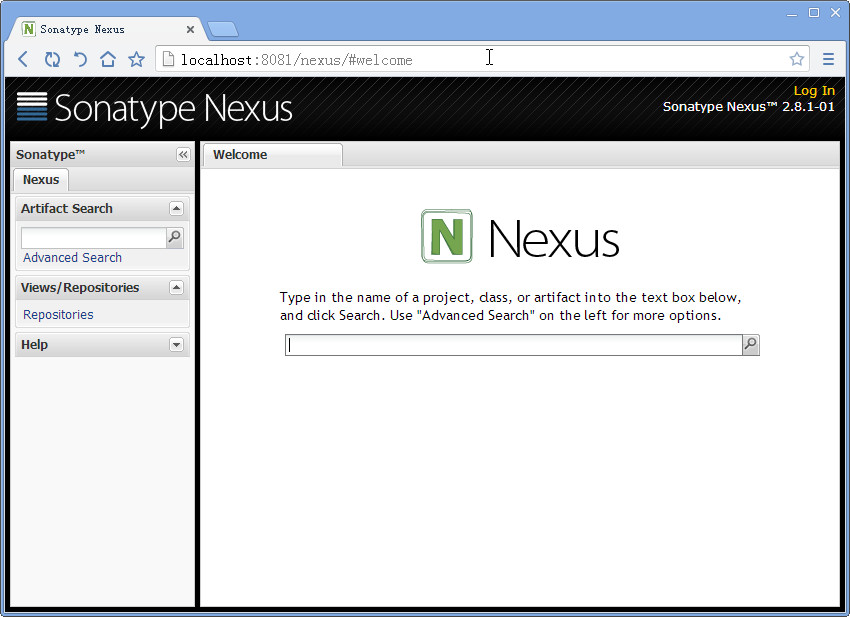 Sonatype Nexus
localhost:8081/nexus/#welcome
Sonatype Nexus
Log In
Sonatype Nexus™ 2.8.1-01
Sonatype™
Nexus
Artifact Search
Advanced Search
Views/Repositories
Repositories
Help
Welcome
N Nexus
Type in the name of a project, class, or artifact into the text box below,
and click Search. Use "Advanced Search" on the left for more options.